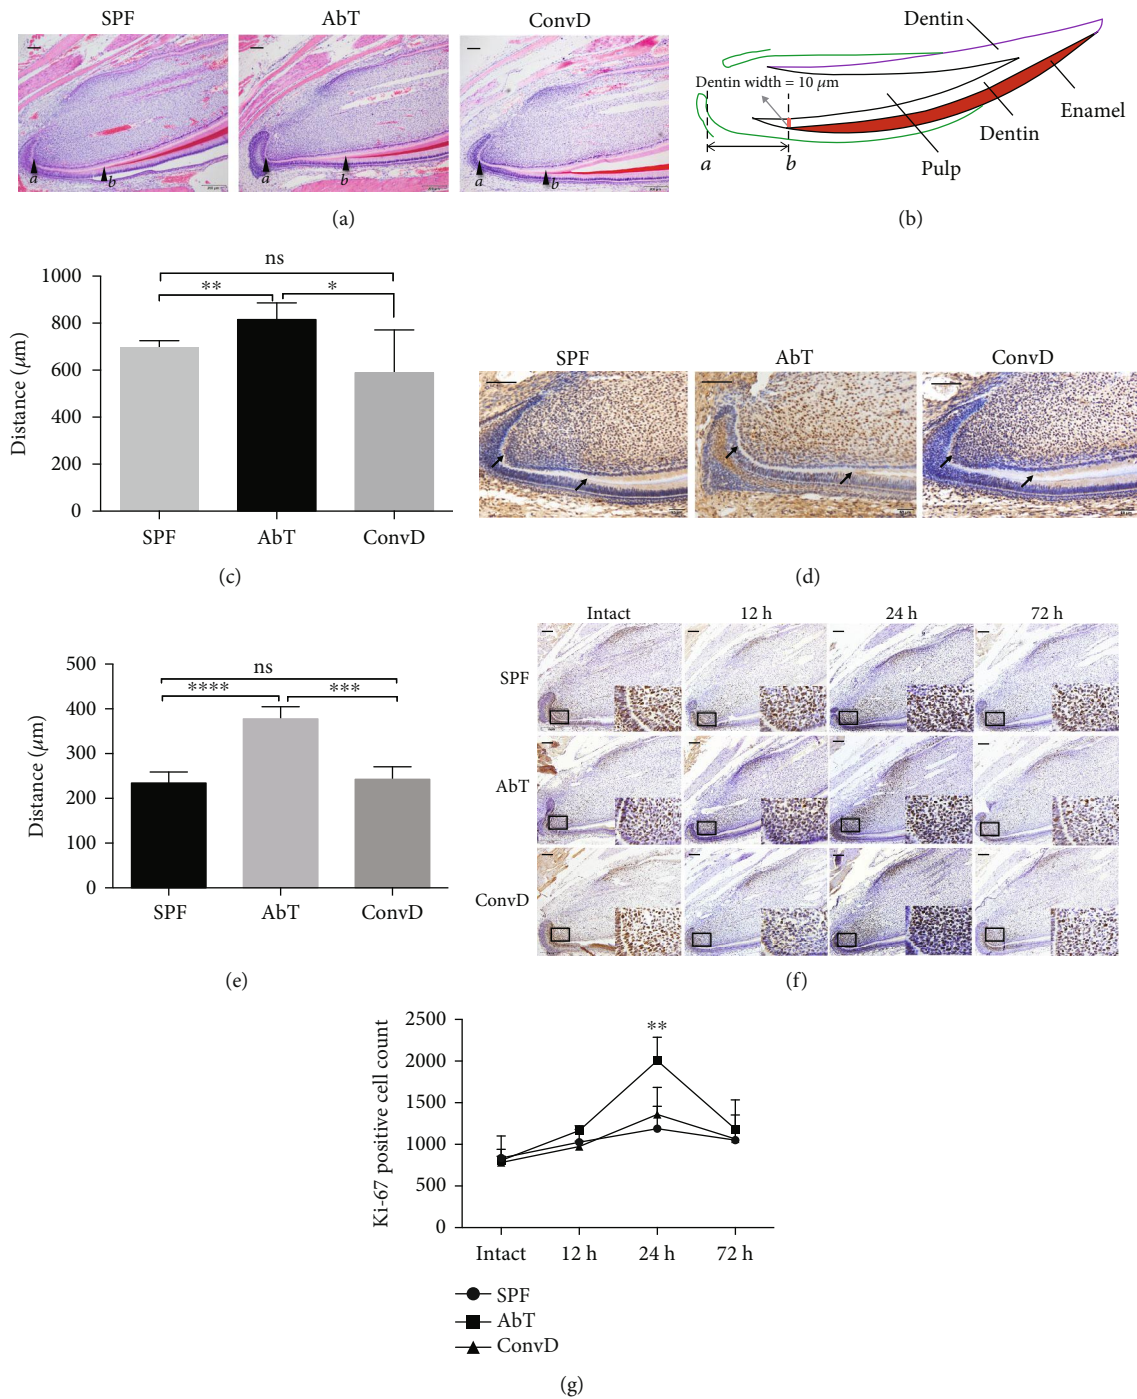 SPF AbT ConvD
a b a b a b
(a)
Dentin
Dentin width = 10 μm
Enamel
Dentin
Pulp
a b
(b)
ns
** *
1000
800
600
400
200
0
Distance (μm)
SPF AbT ConvD
(c)
SPF AbT ConvD
(d)
ns
**** ***
500
400
300
200
100
0
Distance (μm)
SPF AbT ConvD
(e)
Intact 12 h 24 h 72 h
SPF
AbT
ConvD
(f)
**
2500
2000
1500
1000
500
0
Ki-67 positive cell count
Intact 12 h 24 h 72 h
SPF
AbT
ConvD
(g)